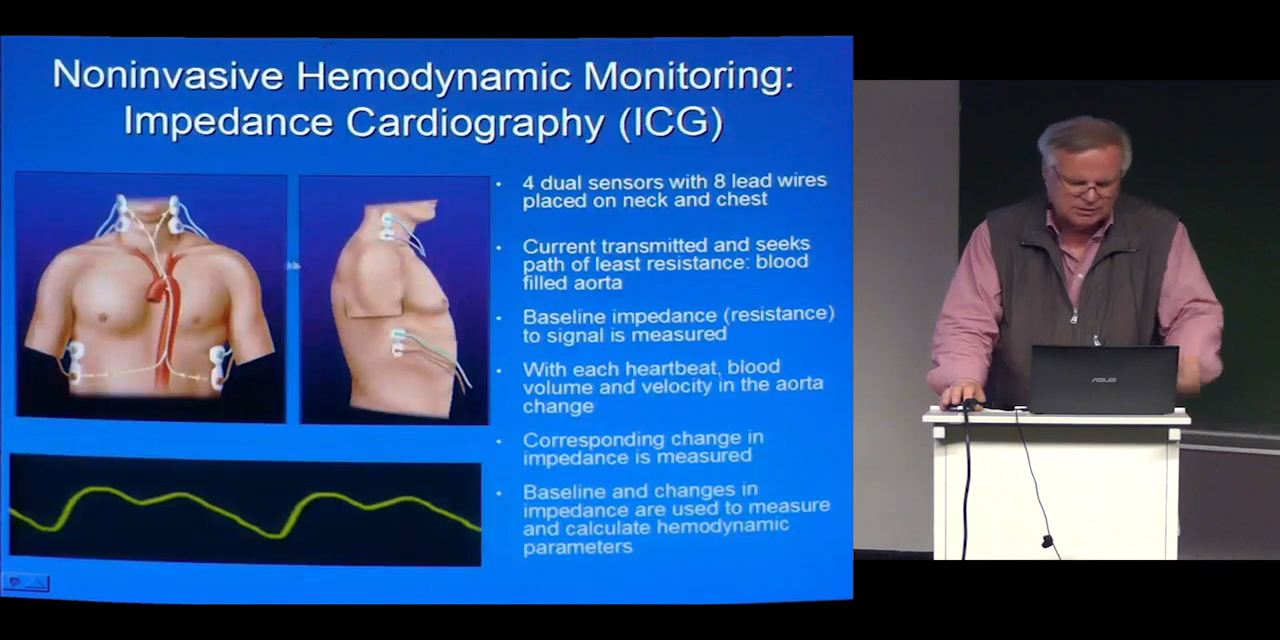 Noninvasive Hemodynamic Monitoring:
Impedance Cardiography (ICG)
• 4 dual sensors with 8 lead wires
placed on neck and chest
• Current transmitted and seeks
path of least resistance: blood
filled aorta
• Baseline impedance (resistance)
to signal is measured
• With each heartbeat, blood
volume and velocity in the aorta
change
• Corresponding change in
impedance is measured
• Baseline and changes in
impedance are used to measure
and calculate hemodynamic
parameters
ASUS